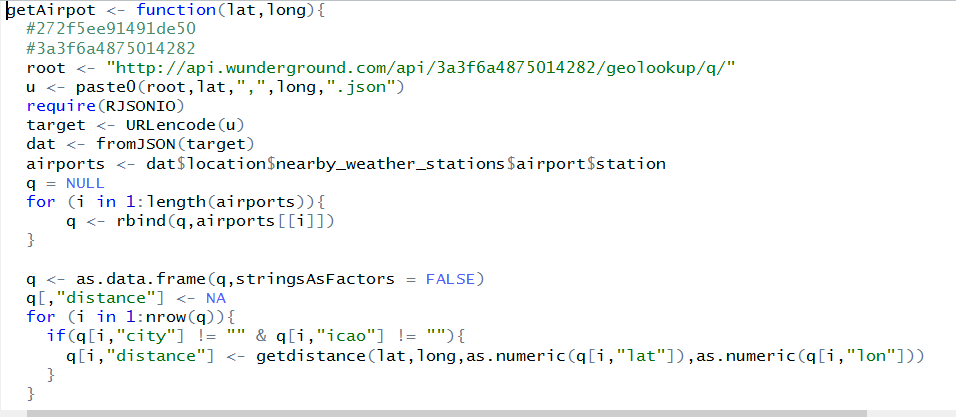 getAirpot <- function(lat,long){
  #272f5ee91491de50
  #3a3f6a4875014282
  root <- "http://api.wunderground.com/api/3a3f6a4875014282/geolookup/q/"
  u <- paste0(root,lat,",",long,".json")
  require(RJSONIO)
  target <- URLencode(u)
  dat <- fromJSON(target)
  airports <- dat$location$nearby_weather_stations$airport$station
  q = NULL
  for (i in 1:length(airports)){
      q <- rbind(q,airports[[i]])
  }

  q <- as.data.frame(q,stringsAsFactors = FALSE)
  q[,"distance"] <- NA
  for (i in 1:nrow(q)){
    if(q[i,"city"] != "" & q[i,"icao"] != ""){
      q[i,"distance"] <- getdistance(lat,long,as.numeric(q[i,"lat"]),as.numeric(q[i,"lon"]))
    }
  }